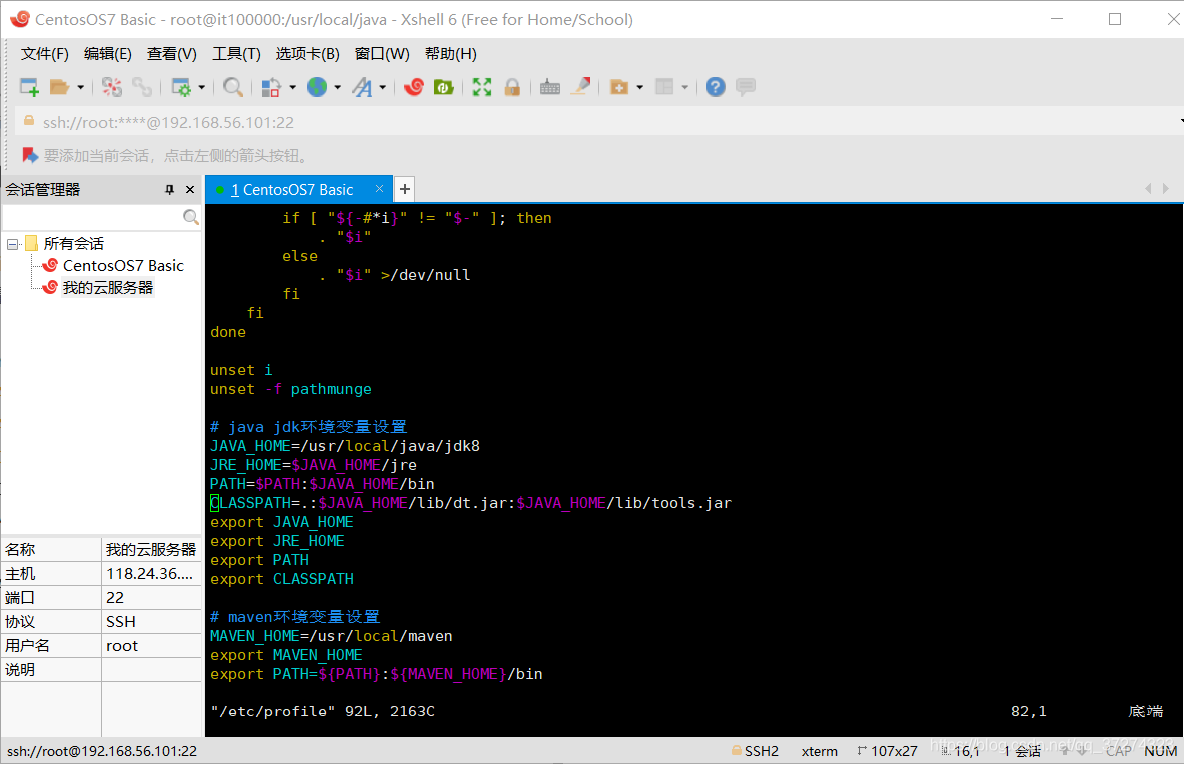 CentosOS7 Basic - root@it100000:/usr/local/java - Xshell 6 (Free for Home/School)
文件(F) 编辑(E) 查看(V) 工具(T) 选项卡(B) 窗口(W) 帮助(H)
ssh://root:****@192.168.56.101:22
要添加当前会话，点击左侧的箭头按钮。
会话管理器
所有会话
CentosOS7 Basic
我的云服务器
名称 我的云服务器
主机 118.24.36....
端口 22
协议 SSH
用户名 root
说明
1 CentosOS7 Basic
if [ "${-#*i}" != "$-" ]; then
. "$i"
else
. "$i" >/dev/null
fi
fi
done
unset i
unset -f pathmunge
# java jdk环境变量设置
JAVA_HOME=/usr/local/java/jdk8
JRE_HOME=$JAVA_HOME/jre
PATH=$PATH:$JAVA_HOME/bin
CLASSPATH=.:$JAVA_HOME/lib/dt.jar:$JAVA_HOME/lib/tools.jar
export JAVA_HOME
export JRE_HOME
export PATH
export CLASSPATH
# maven环境变量设置
MAVEN_HOME=/usr/local/maven
export MAVEN_HOME
export PATH=${PATH}:${MAVEN_HOME}/bin
"/etc/profile" 92L, 2163C 82,1 底端
ssh://root@192.168.56.101:22 SSH2 xterm 107x27 16,1 1 会话 CAP NUM